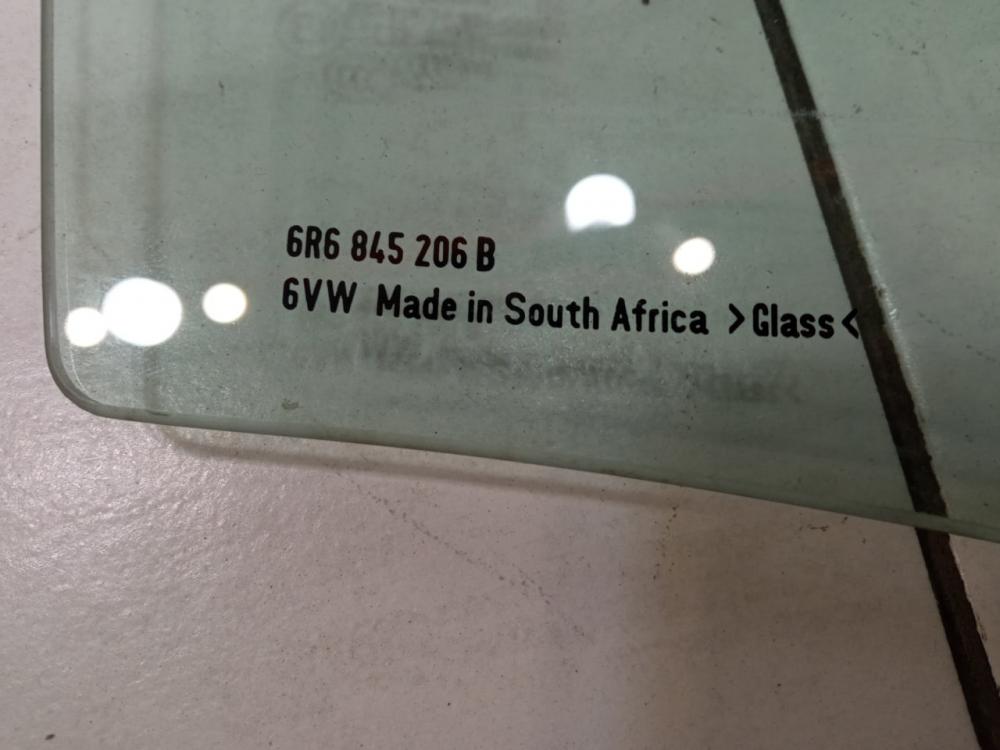 6R6 845 206 B
6VW Made in South Africa >Glass<